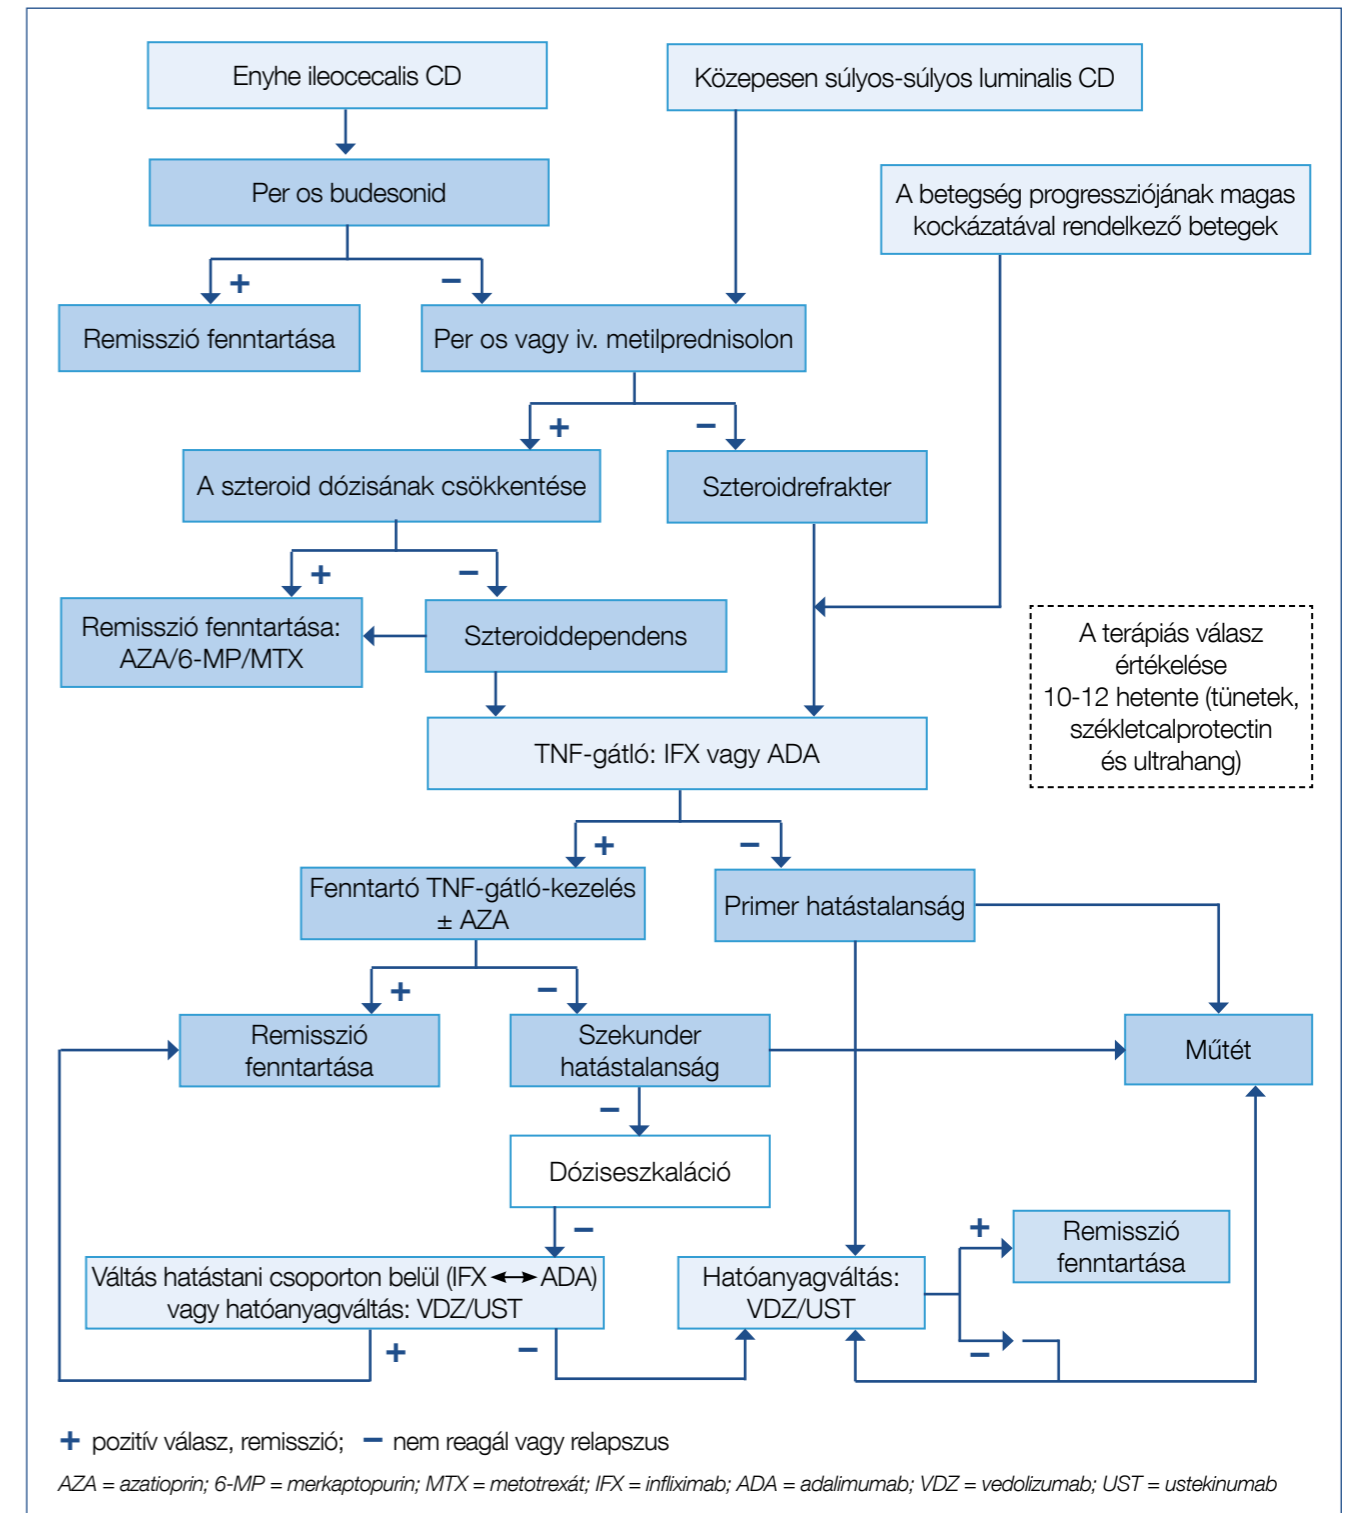 Enyhe ileocecalis CD
Közepesen súlyos-súlyos luminalis CD
Per os budesonid
A betegség progressziójának magas
kockázatával rendelkező betegek
+
−
Remisszió fenntartása
Per os vagy iv. metilprednisolon
+
−
A szteroid dózisának csökkentése
Szteroidrefrakter
+
−
Remisszió fenntartása:
AZA/6-MP/MTX
Szteroiddependens
A terápiás válasz
értékelése
10-12 hetente (tünetek,
székletcalprotectin
és ultrahang)
TNF-gátló: IFX vagy ADA
+
−
Fenntartó TNF-gátló-kezelés
± AZA
Primer hatástalanság
+
−
Remisszió
fenntartása
Szekunder
hatástalanság
Műtét
−
Dóziseszkaláció
−
Váltás hatástani csoporton belül (IFX ↔ ADA)
vagy hatóanyagváltás: VDZ/UST
Hatóanyagváltás:
VDZ/UST
+
Remisszió
fenntartása
−
+
−
+ pozitív válasz, remisszió; − nem reagál vagy relapszus
AZA = azatioprin; 6-MP = merkaptopurin; MTX = metotrexát; IFX = infliximab; ADA = adalimumab; VDZ = vedolizumab; UST = ustekinumab